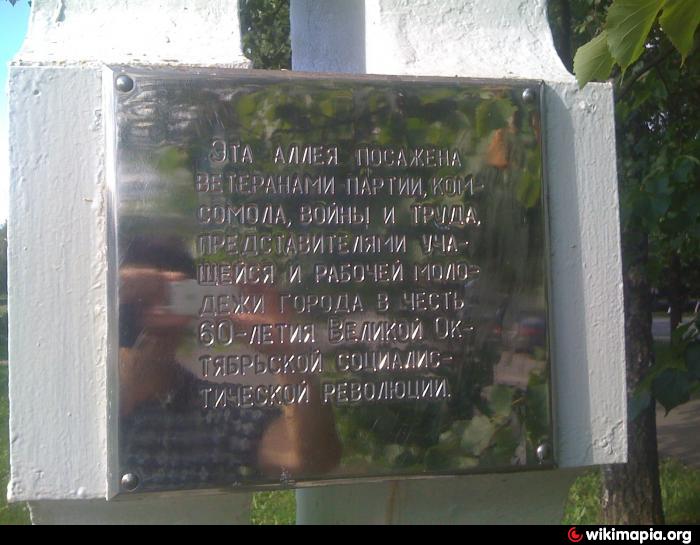 Эта аллея посажена
ветеранами партии, ком-
сомола, войны и труда,
представителями уча-
щейся и рабочей моло-
дежи города в честь
60-летия Великой Ок-
тябрьской социалис-
тической революции.
wikimapia.org